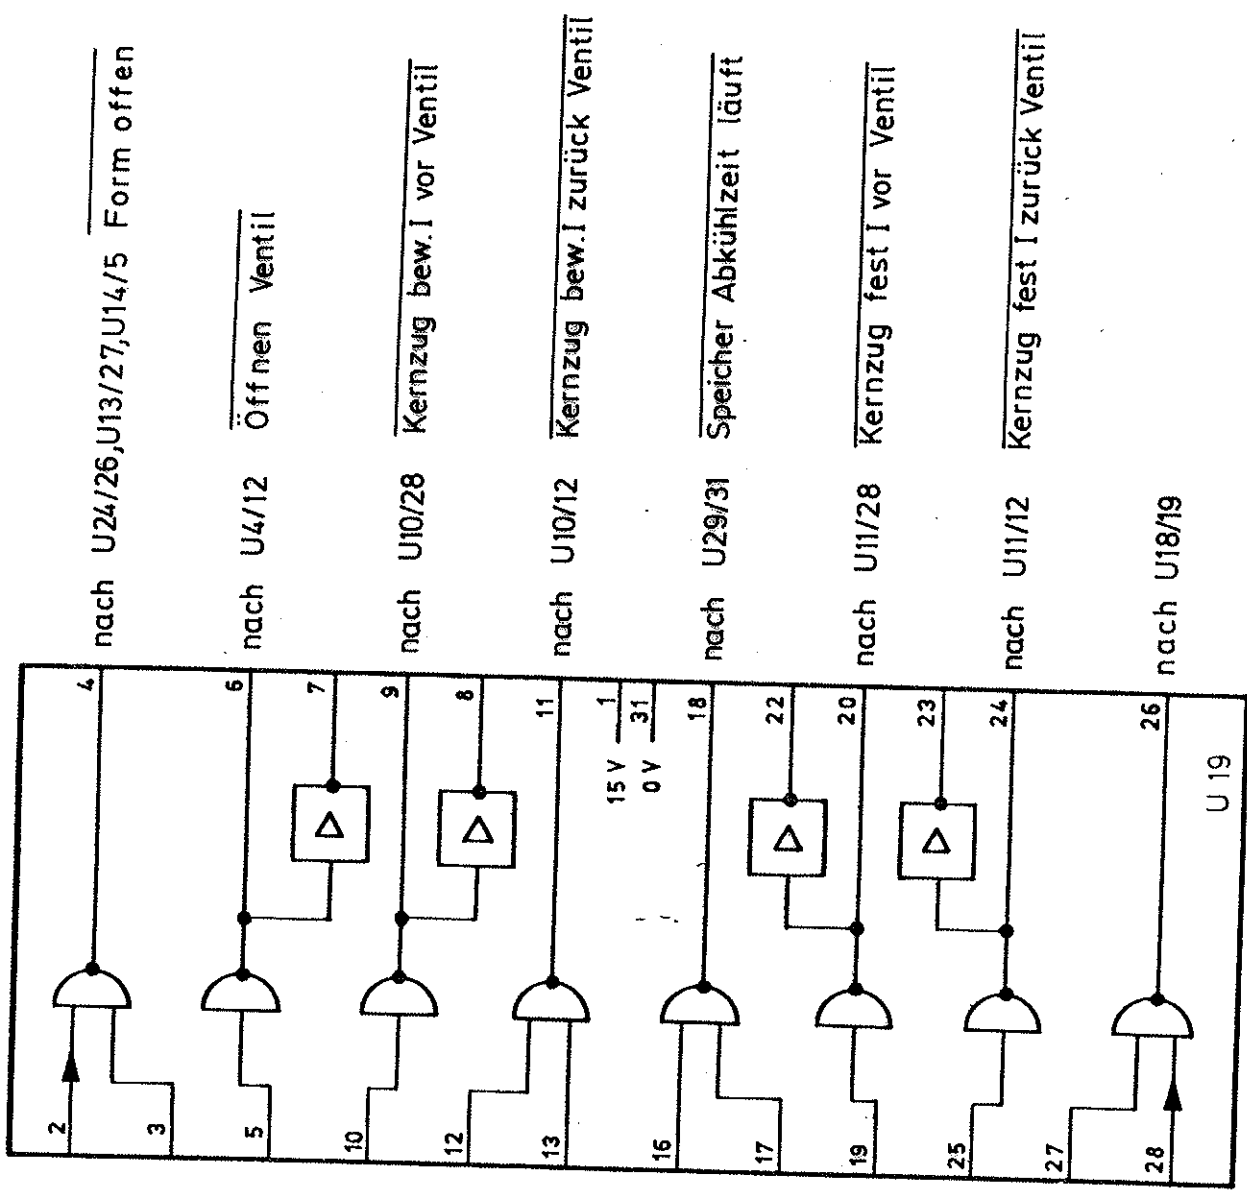 nach U24/26,U13/27,U14/5 Form offen
nach U4/12 Öffnen Ventil
nach U10/28 Kernzug bew.I vor Ventil
nach U10/12 Kernzug bew.I zurück Ventil
nach U29/31 Speicher Abkühlzeit läuft
nach U11/28 Kernzug fest I vor Ventil
nach U11/12 Kernzug fest I zurück Ventil
nach U18/19
4
6
7
9
8
11
15V 1
0V 31
18
22
20
23
24
26
U19
2
3
5
10
12
13
16
17
19
25
27
28